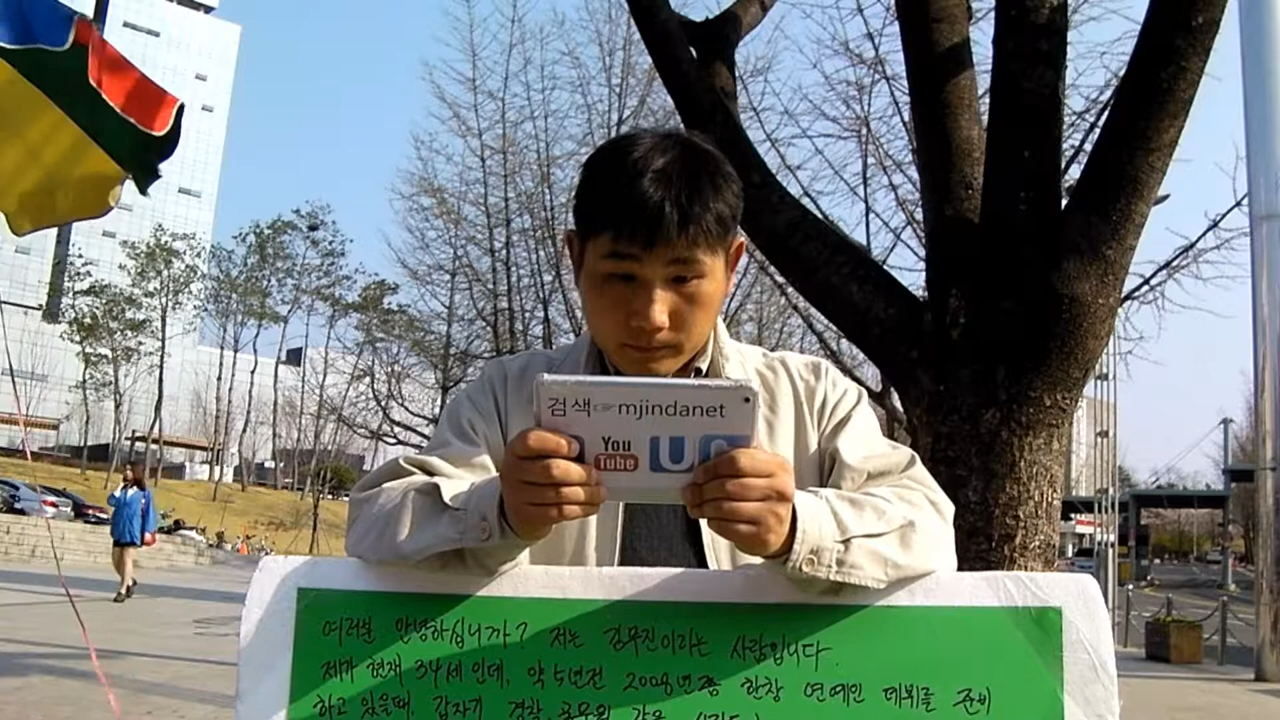 검색☞mjindanet
You
Tube
여러분 안녕하십니까? 저는 김무진이라는 사람입니다.
제가 현재 34세 인데, 약 5년전 2008년쯤 한창 연예인 데뷔를 준비
하고 있을때, 갑자기 경찰, 공무원 같은